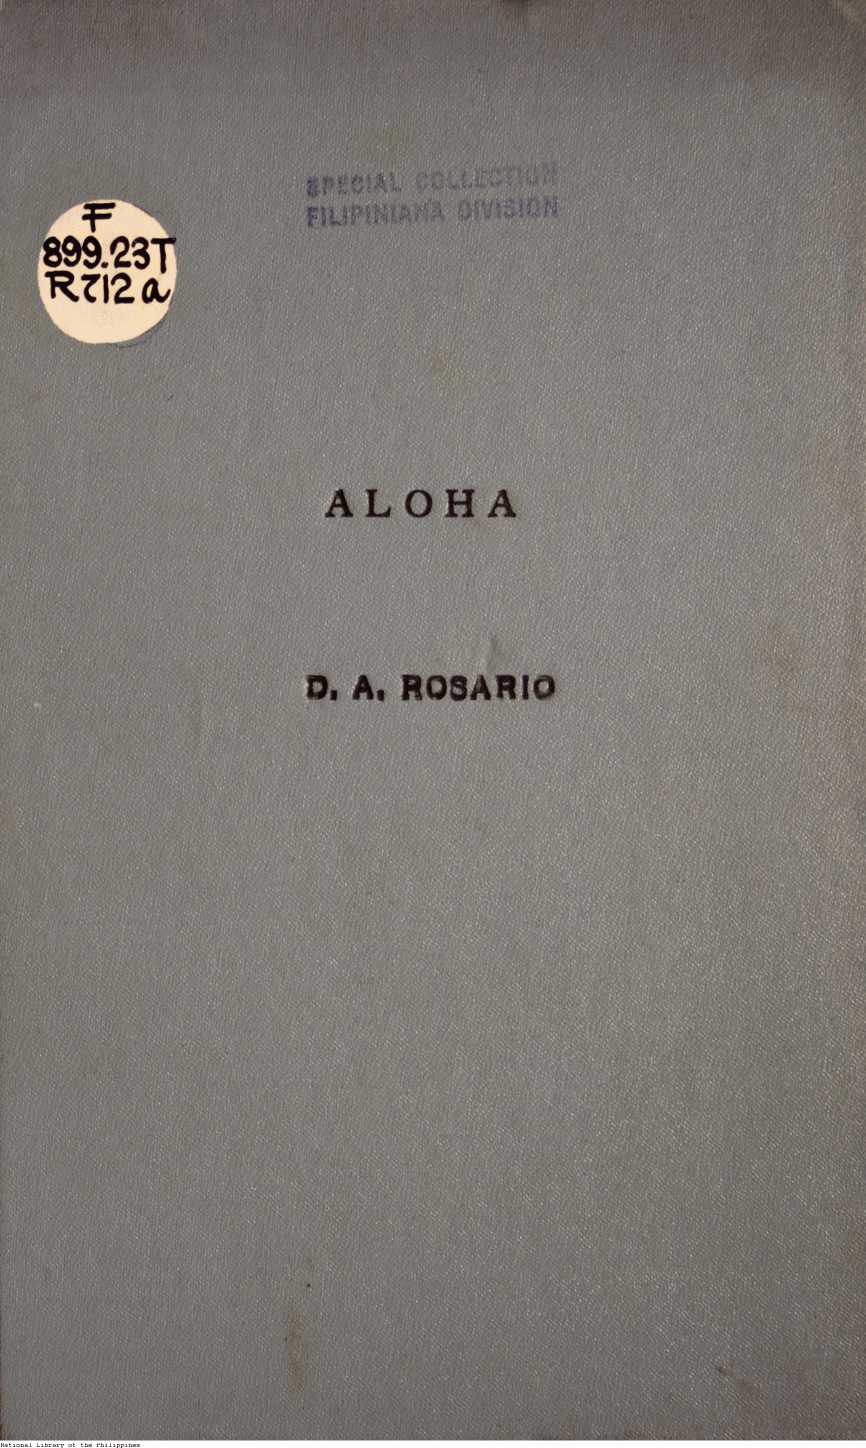 SPECIAL COLLECTION
FILIPINIANA DIVISION
F
899.23T
R712a
ALOHA
D. A. ROSARIO
National Library of the Philippines